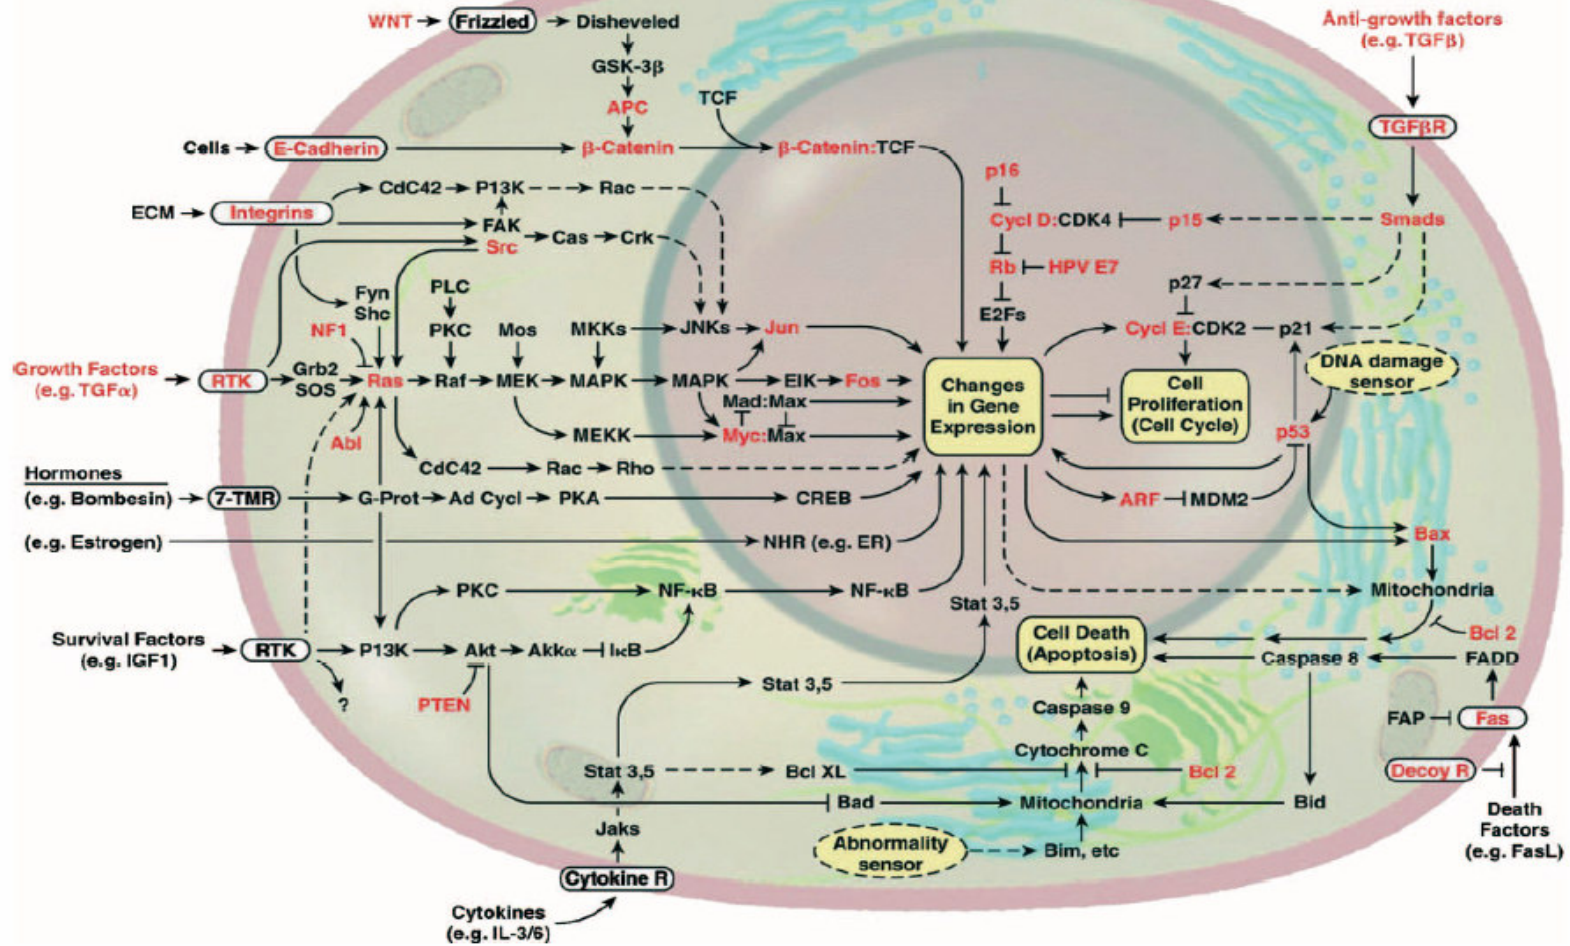 WNT
Frizzled
Disheveled
GSK-3β
APC
TCF
Cells
E-Cadherin
β-Catenin
β-Catenin:TCF
Anti-growth factors
(e.g. TGFβ)
TGFβR
Smads
p16
Cycl D:CDK4
p15
Rb
HPV E7
E2Fs
p27
Cycl E:CDK2
p21
DNA damage
sensor
CdC42
P13K
Rac
ECM
Integrins
FAK
Src
Cas
Crk
Fyn
Shc
PLC
NF1
PKC
Mos
MKKs
JNKs
Jun
Growth Factors
(e.g. TGFα)
RTK
Grb2
SOS
Ras
Raf
MEK
MAPK
MAPK
EIK
Fos
Mad:Max
Abl
MEKK
Myc:Max
Changes
in Gene
Expression
Cell
Proliferation
(Cell Cycle)
p53
CdC42
Rac
Rho
Hormones
(e.g. Bombesin)
7-TMR
G-Prot
Ad Cycl
PKA
CREB
ARF
MDM2
(e.g. Estrogen)
NHR (e.g. ER)
Bax
PKC
NF-κB
NF-κB
Stat 3,5
Mitochondria
Survival Factors
(e.g. IGF1)
RTK
P13K
Akt
Akkα
IκB
Cell Death
(Apoptosis)
Bcl 2
Caspase 8
FADD
?
PTEN
Stat 3,5
Caspase 9
FAP
Fas
Cytochrome C
Stat 3,5
Bcl XL
Bcl 2
Decoy R
Bad
Mitochondria
Bid
Death
Factors
(e.g. FasL)
Jaks
Abnormality
sensor
Bim, etc
Cytokine R
Cytokines
(e.g. IL-3/6)